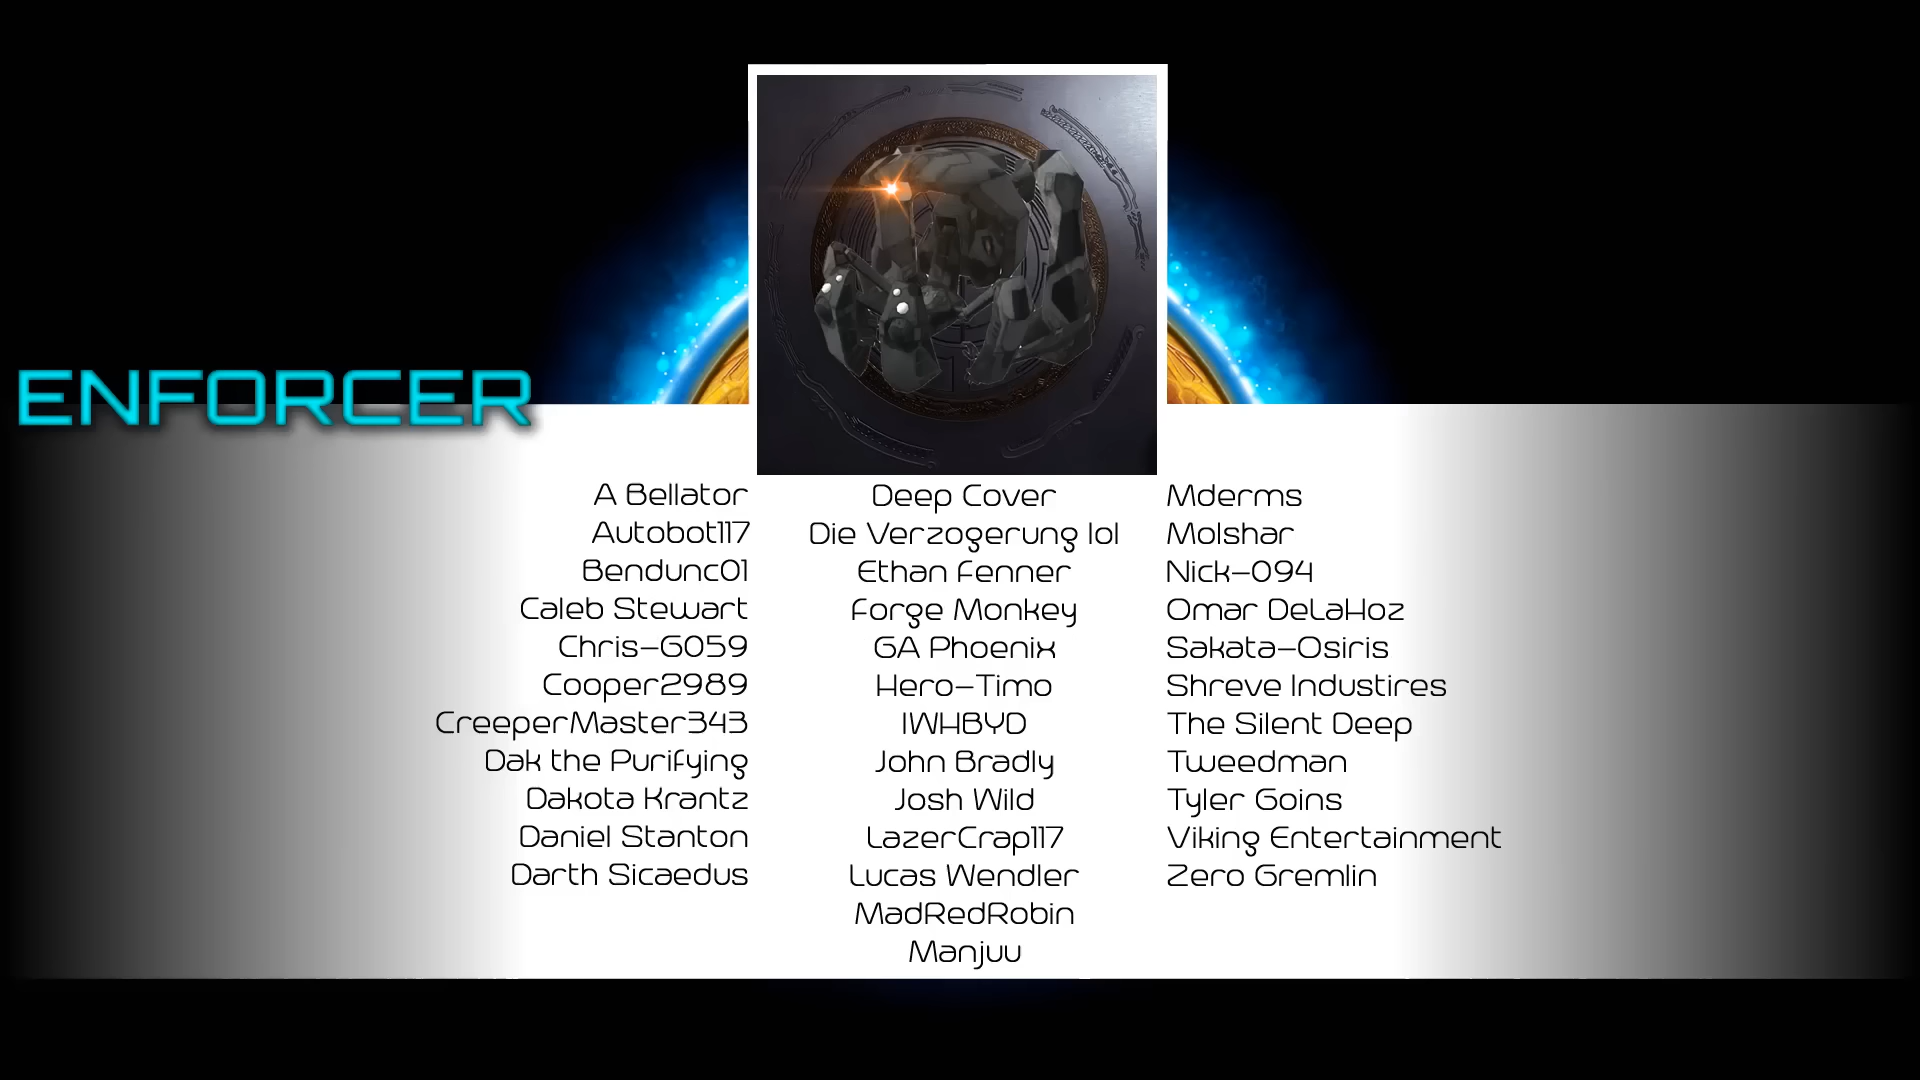 ENFORCER
A Bellator
Autobot117
Bendunc01
Caleb Stewart
Chris-G059
Cooper2989
CreeperMaster343
Dak the Purifying
Dakota Krantz
Daniel Stanton
Darth Sicaedus
Deep Cover
Die Verzogerung lol
Ethan Fenner
Forge Monkey
GA Phoenix
Hero-Timo
IWHBYD
John Bradly
Josh Wild
LazerCrap117
Lucas Wendler
MadRedRobin
Manjuu
Mderms
Molshar
Nick-094
Omar DeLaHoz
Sakata-Osiris
Shreve Industires
The Silent Deep
Tweedman
Tyler Goins
Viking Entertainment
Zero Gremlin